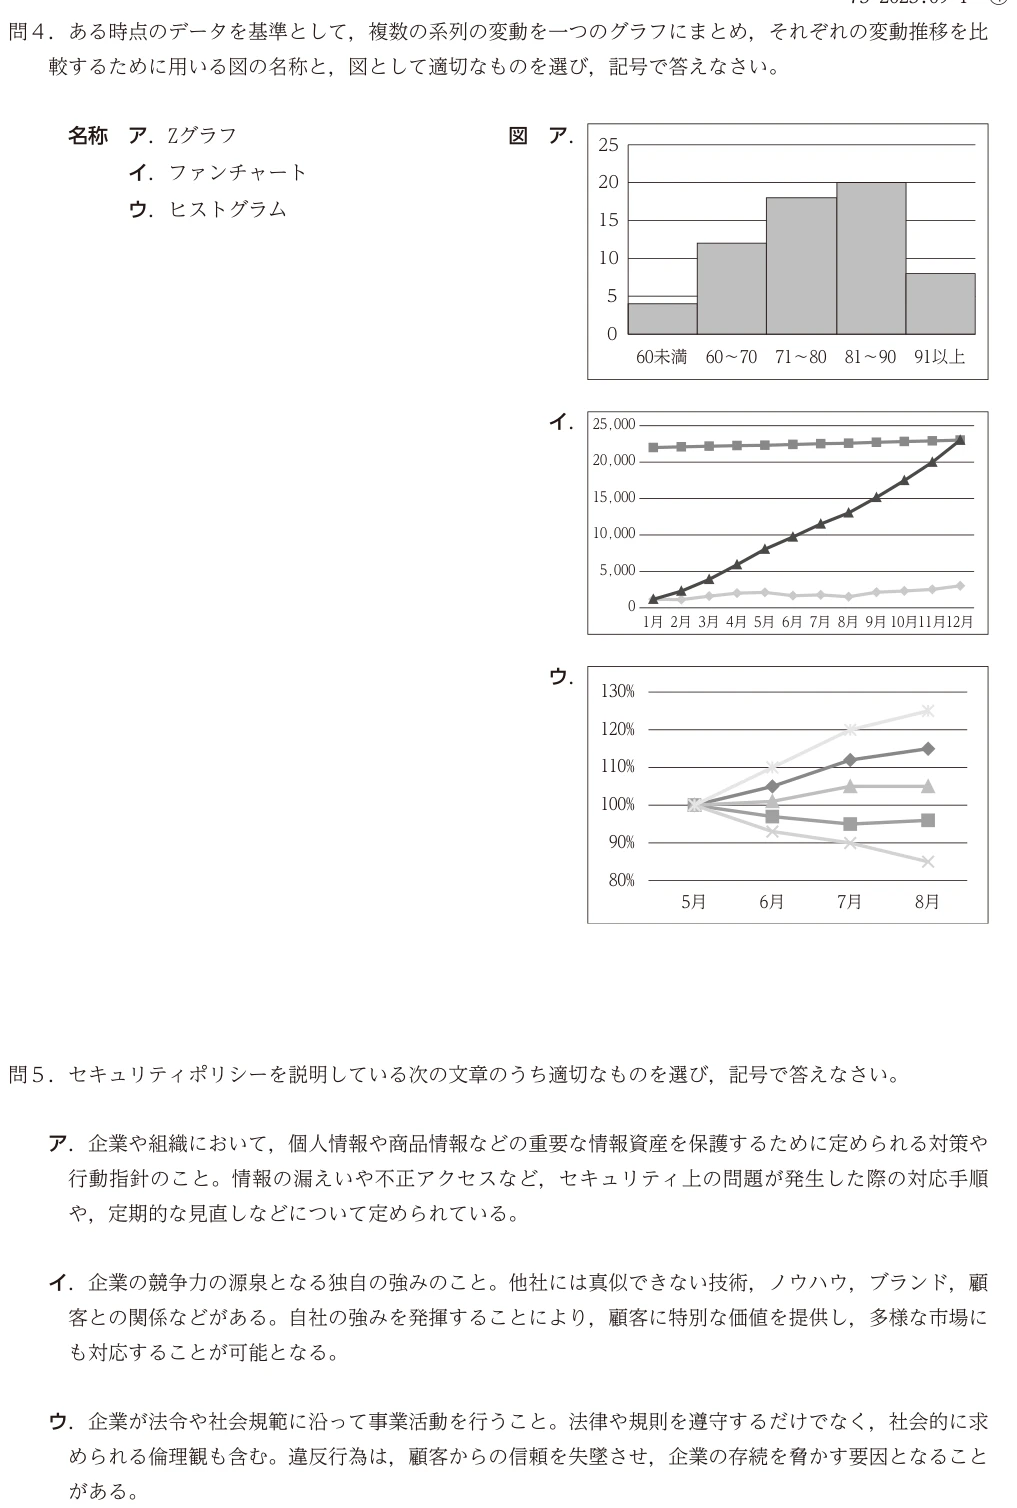 問４．ある時点のデータを基準として，複数の系列の変動を一つのグラフにまとめ，それぞれの変動推移を比
較するために用いる図の名称と，図として適切なものを選び，記号で答えなさい。
名称　ア．Zグラフ
イ．ファンチャート
ウ．ヒストグラム
図　ア．
25
20
15
10
5
0
60未満　60～70　71～80　81～90　91以上
イ．
25,000
20,000
15,000
10,000
5,000
0
1月 2月 3月 4月 5月 6月 7月 8月 9月 10月 11月 12月
ウ．
130%
120%
110%
100%
90%
80%
5月　6月　7月　8月
問５．セキュリティポリシーを説明している次の文章のうち適切なものを選び，記号で答えなさい。
ア．企業や組織において，個人情報や商品情報などの重要な情報資産を保護するために定められる対策や
行動指針のこと。情報の漏えいや不正アクセスなど，セキュリティ上の問題が発生した際の対応手順
や，定期的な見直しなどについて定められている。
イ．企業の競争力の源泉となる独自の強みのこと。他社には真似できない技術，ノウハウ，ブランド，顧
客との関係などがある。自社の強みを発揮することにより，顧客に特別な価値を提供し，多様な市場に
も対応することが可能となる。
ウ．企業が法令や社会規範に沿って事業活動を行うこと。法律や規則を遵守するだけでなく，社会的に求
められる倫理観も含む。違反行為は，顧客からの信頼を失墜させ，企業の存続を脅かす要因となること
がある。